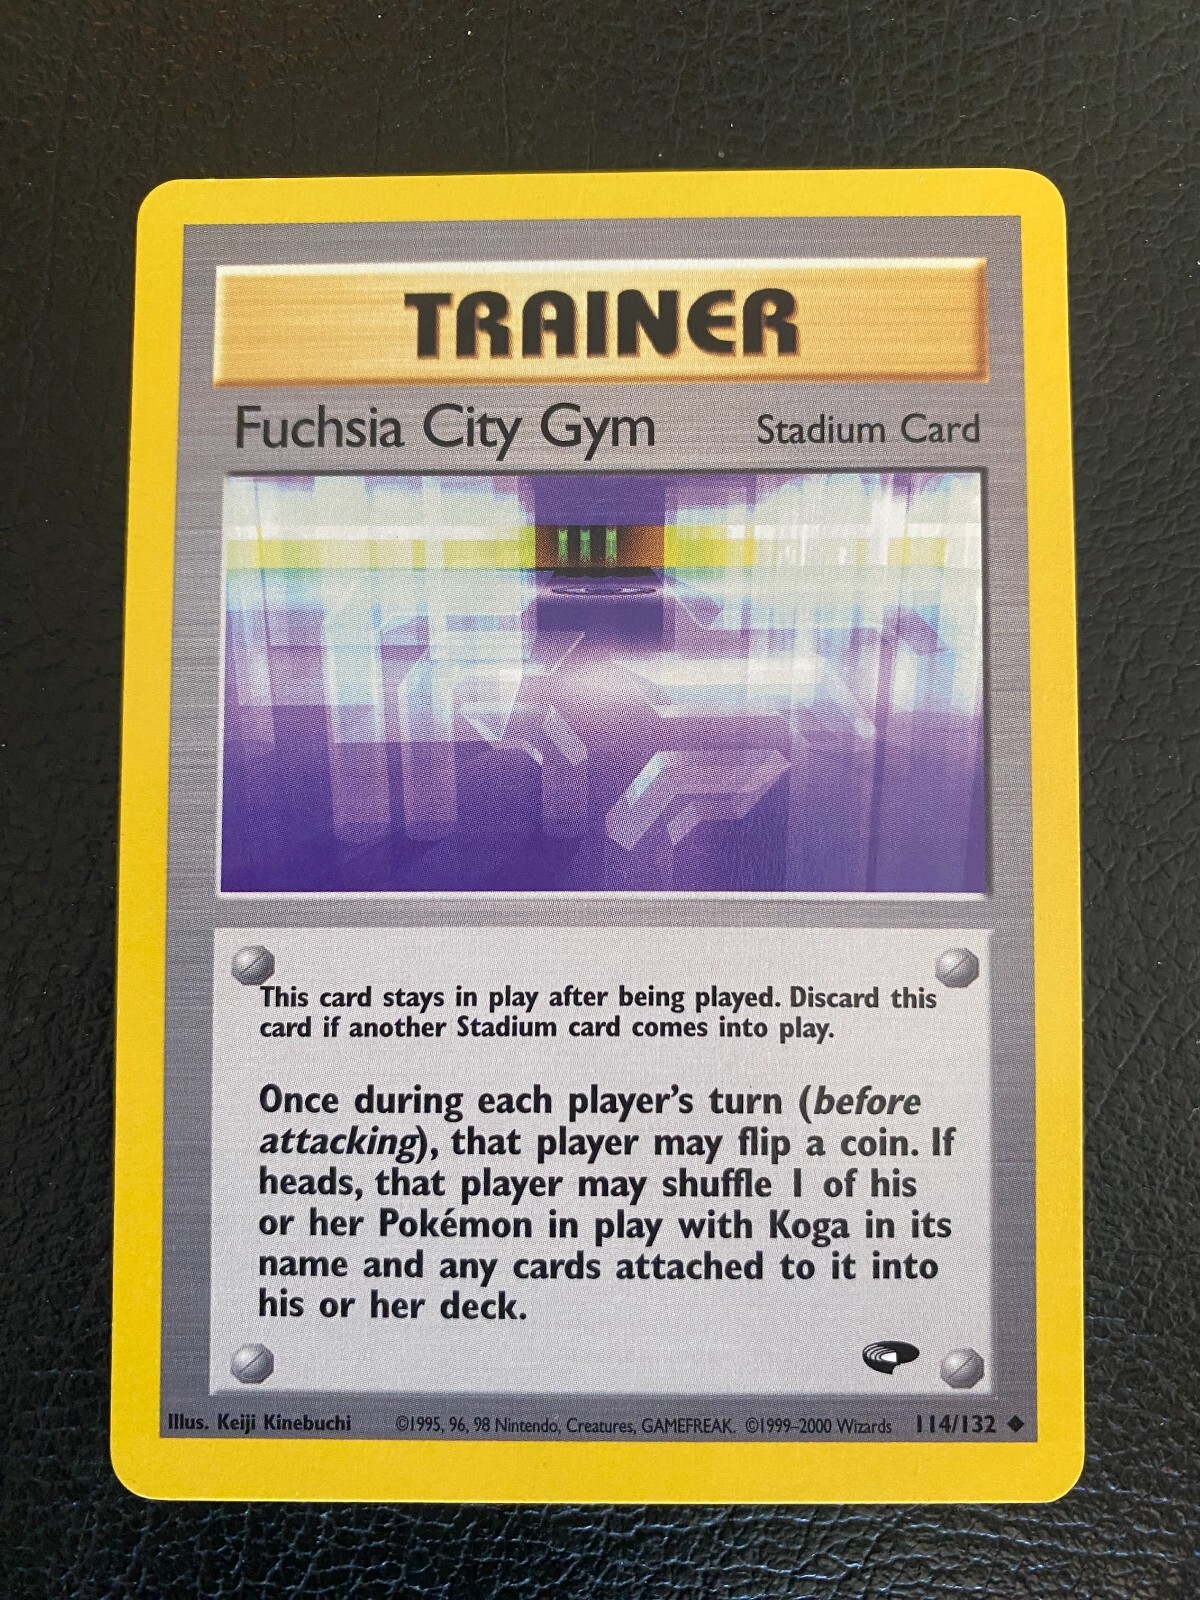 TRAINER
Fuchsia City Gym Stadium Card
This card stays in play after being played. Discard this
card if another Stadium card comes into play.
Once during each player's turn (before
attacking), that player may flip a coin. If
heads, that player may shuffle 1 of his
or her Pokémon in play with Koga in its
name and any cards attached to it into
his or her deck.
Illus. Keiji Kinebuchi ©1995, 96, 98 Nintendo, Creatures, GAMEFREAK. ©1999–2000 Wizards 114/132 ◆